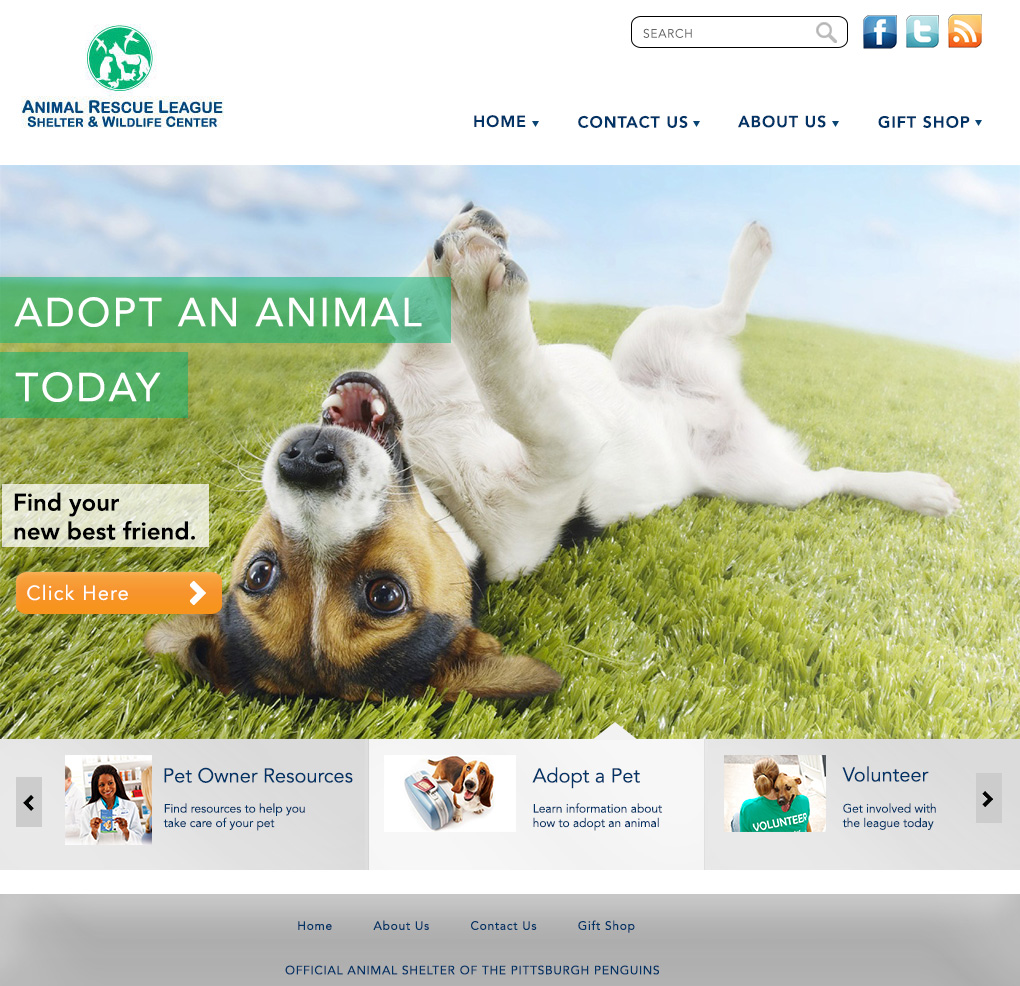 SEARCH
ANIMAL RESCUE LEAGUE
SHELTER & WILDLIFE CENTER
HOME
CONTACT US
ABOUT US
GIFT SHOP
ADOPT AN ANIMAL
TODAY
Find your
new best friend.
Click Here
Pet Owner Resources
Find resources to help you
take care of your pet
Adopt a Pet
Learn information about
how to adopt an animal
VOLUNTEER
Volunteer
Get involved with
the league today
Home
About Us
Contact Us
Gift Shop
OFFICIAL ANIMAL SHELTER OF THE PITTSBURGH PENGUINS